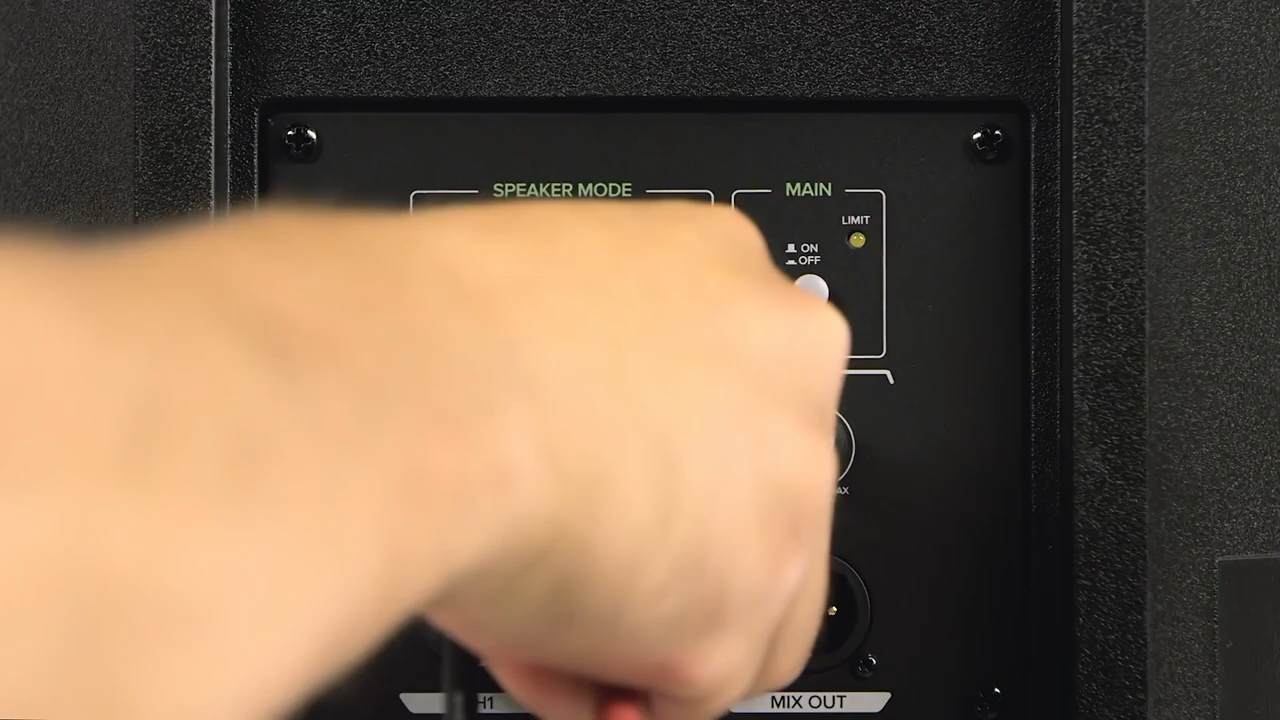 SPEAKER MODE
MAIN
LIMIT
ON
OFF
MIX OUT